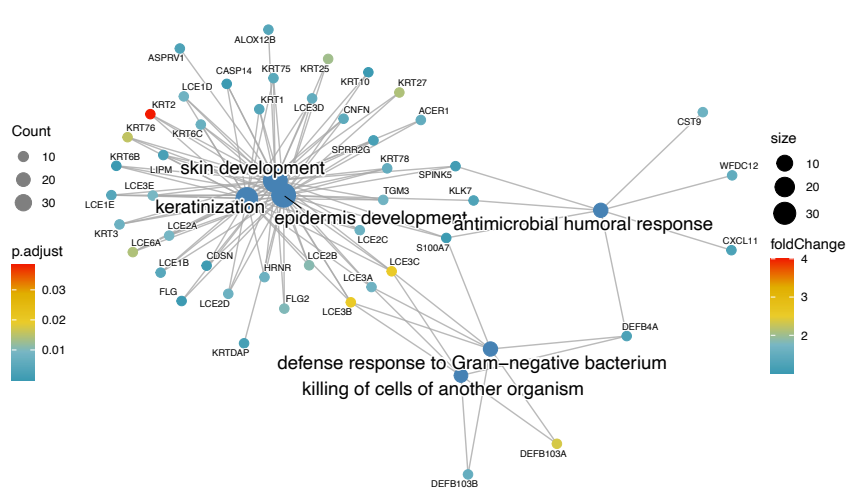 ALOX12B
ASPRV1
CASP14
KRT75
KRT25
KRT10
KRT27
LCE1D
KRT2
KRT1
LCE3D
CNFN
ACER1
CST9
KRT76
KRT6C
SPRR2G
Count
10
20
30
size
10
20
30
KRT6B
LIPM
skin development
KRT78
SPINK5
WFDC12
LCE3E
LCE1E
keratinization
TGM3
KLK7
epidermis development
antimicrobial humoral response
KRT3
LCE2A
LCE6A
LCE2C
S100A7
CXCL11
p.adjust
0.03
0.02
0.01
foldChange
4
3
2
LCE1B
CDSN
HRNR
LCE2B
LCE3C
LCE3A
FLG
LCE2D
FLG2
LCE3B
DEFB4A
KRTDAP
defense response to Gram−negative bacterium
killing of cells of another organism
DEFB103A
DEFB103B